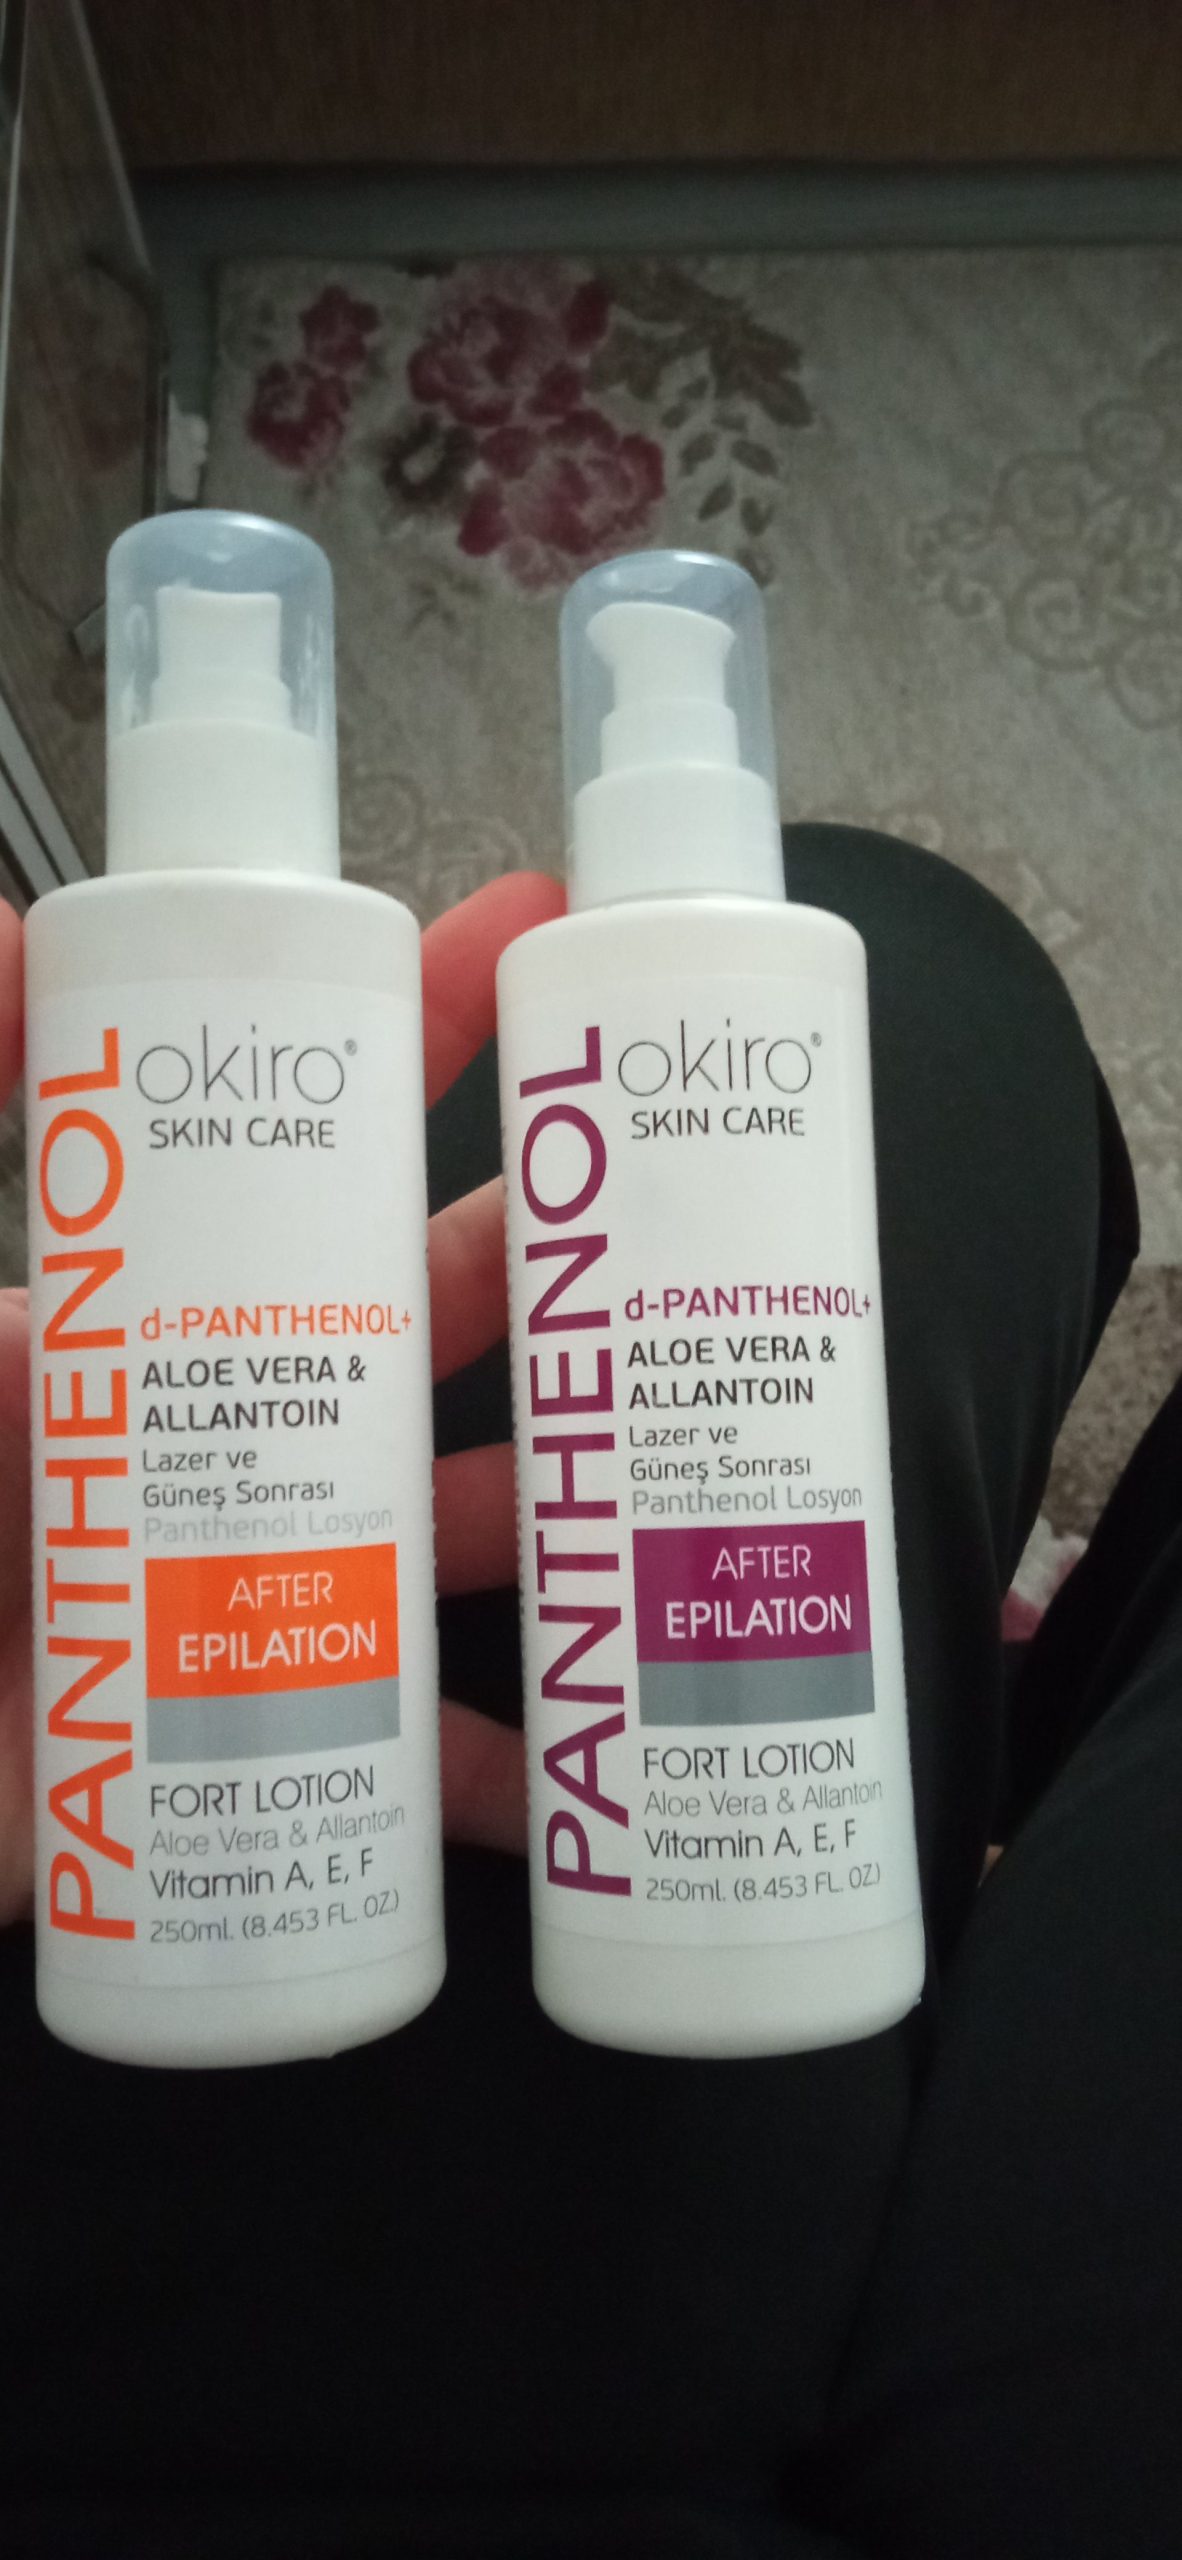 PANTHENOL
okiro®
SKIN CARE
d-PANTHENOL+
ALOE VERA &
ALLANTOIN
Lazer ve
Güneş Sonrası
Panthenol Losyon
AFTER
EPILATION
FORT LOTION
Aloe Vera & Allantoin
Vitamin A, E, F
250ml. (8.453 FL. OZ.)
PANTHENOL
okiro®
SKIN CARE
d-PANTHENOL+
ALOE VERA &
ALLANTOIN
Lazer ve
Güneş Sonrası
Panthenol Losyon
AFTER
EPILATION
FORT LOTION
Aloe Vera & Allantoin
Vitamin A, E, F
250ml. (8.453 FL. OZ.)